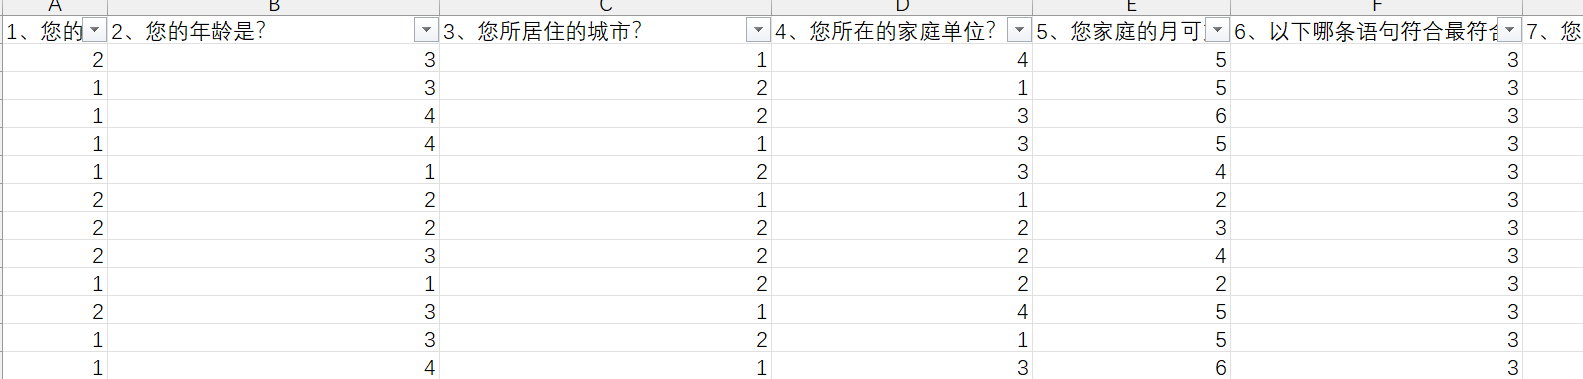 A B C D E F
1、您的 2、您的年龄是？ 3、您所居住的城市？ 4、您所在的家庭单位？ 5、您家庭的月可 6、以下哪条语句符合最符合 7、您
2 3 1 4 5 3
1 3 2 1 5 3
1 4 2 3 6 3
1 4 1 3 5 3
1 1 2 3 4 3
2 2 1 1 2 3
2 2 2 2 3 3
2 3 2 2 4 3
1 1 2 2 2 3
2 3 1 4 5 3
1 3 2 1 5 3
1 4 1 3 6 3